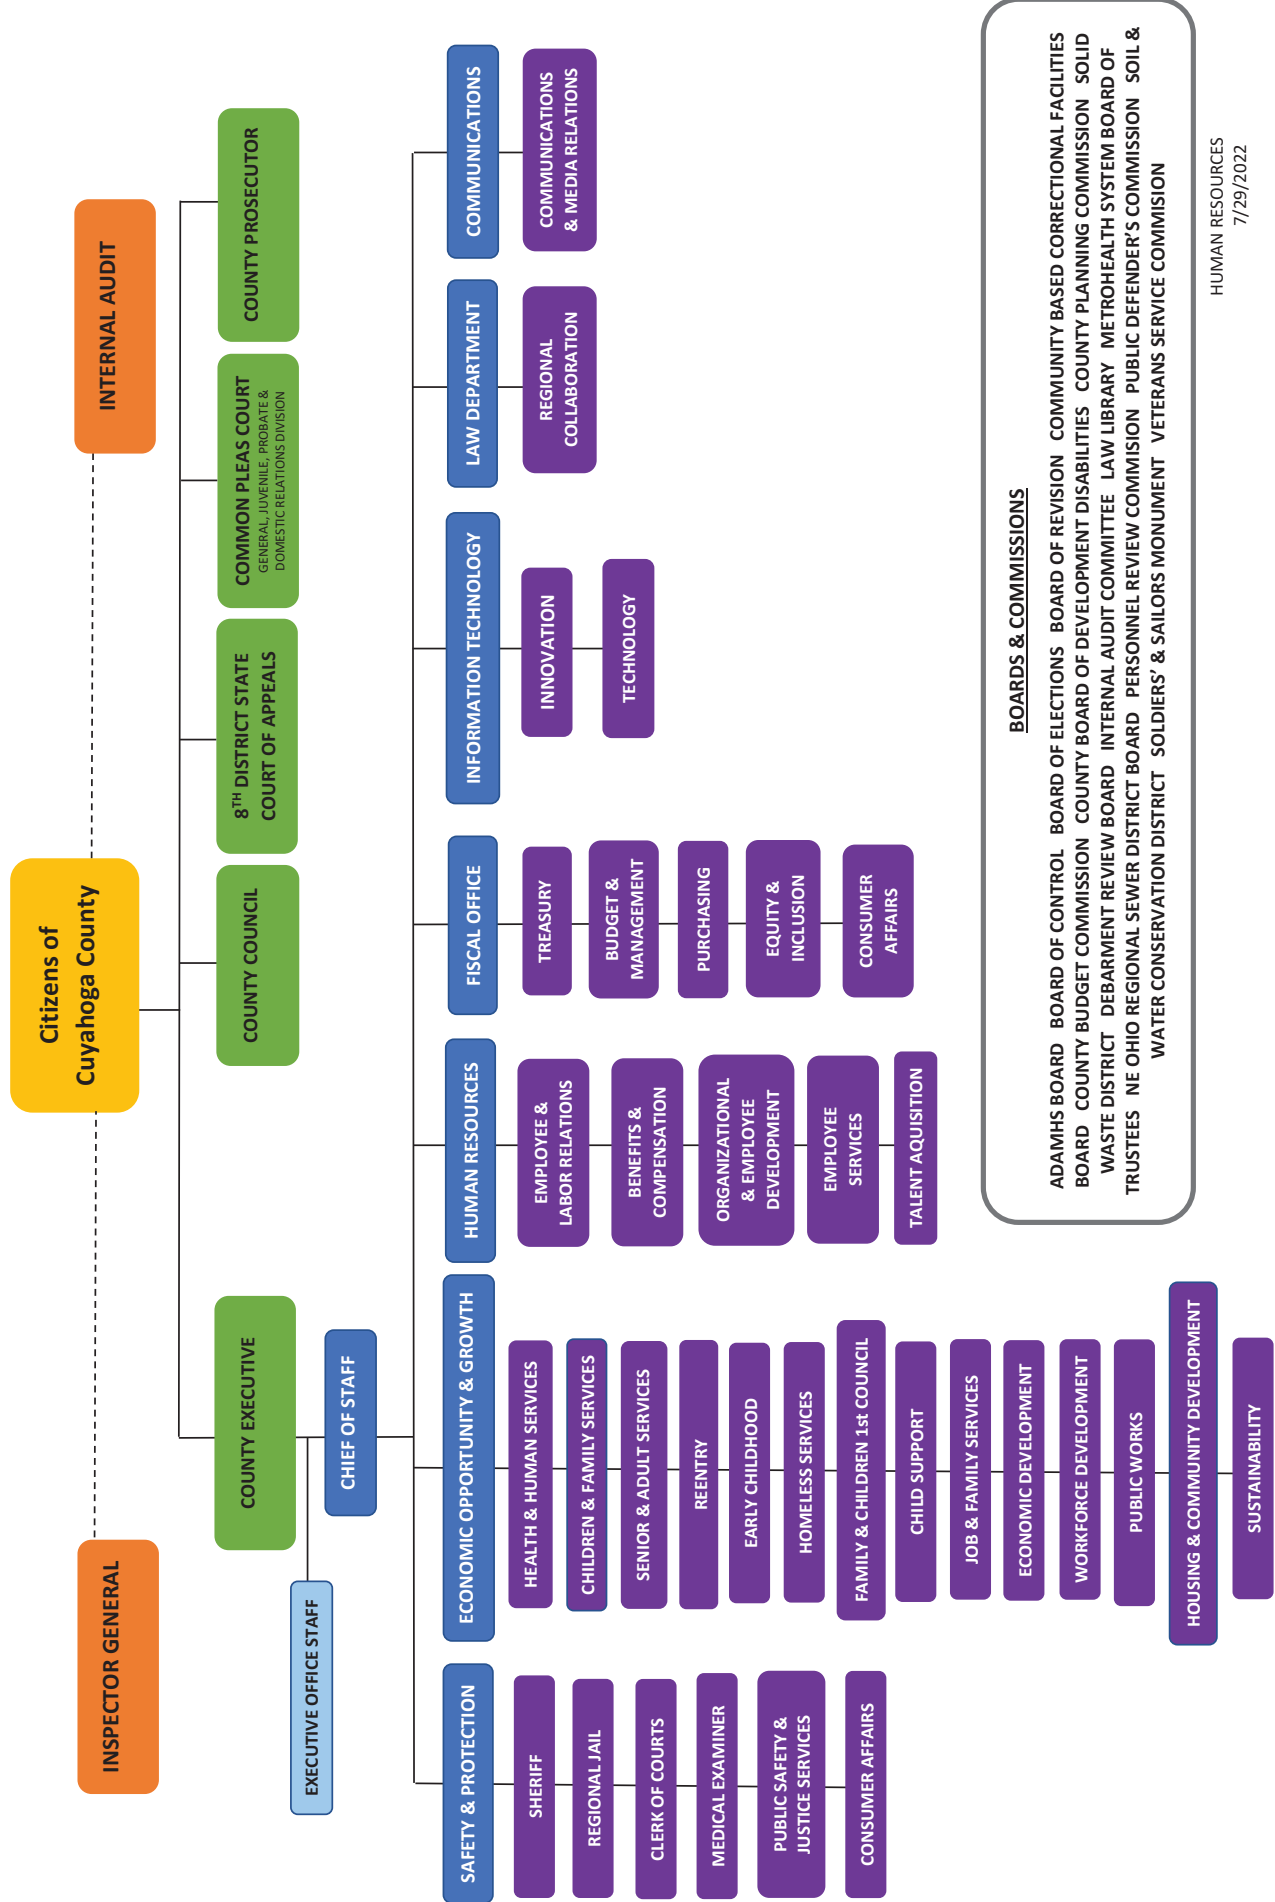 Citizens of
Cuyahoga County
INSPECTOR GENERAL
INTERNAL AUDIT
COUNTY EXECUTIVE
COUNTY COUNCIL
8TH DISTRICT STATE
COURT OF APPEALS
COMMON PLEAS COURT
GENERAL, JUVENILE, PROBATE &
DOMESTIC RELATIONS DIVISION
COUNTY PROSECUTOR
EXECUTIVE OFFICE STAFF
CHIEF OF STAFF
SAFETY & PROTECTION
SHERIFF
REGIONAL JAIL
CLERK OF COURTS
MEDICAL EXAMINER
PUBLIC SAFETY &
JUSTICE SERVICES
CONSUMER AFFAIRS
ECONOMIC OPPORTUNITY & GROWTH
HEALTH & HUMAN SERVICES
CHILDREN & FAMILY SERVICES
SENIOR & ADULT SERVICES
REENTRY
EARLY CHILDHOOD
HOMELESS SERVICES
FAMILY & CHILDREN 1st COUNCIL
CHILD SUPPORT
JOB & FAMILY SERVICES
ECONOMIC DEVELOPMENT
WORKFORCE DEVELOPMENT
PUBLIC WORKS
HOUSING & COMMUNITY DEVELOPMENT
SUSTAINABILITY
HUMAN RESOURCES
EMPLOYEE &
LABOR RELATIONS
BENEFITS &
COMPENSATION
ORGANIZATIONAL
& EMPLOYEE
DEVELOPMENT
EMPLOYEE
SERVICES
TALENT AQUISITION
FISCAL OFFICE
TREASURY
BUDGET &
MANAGEMENT
PURCHASING
EQUITY &
INCLUSION
CONSUMER
AFFAIRS
INFORMATION TECHNOLOGY
INNOVATION
TECHNOLOGY
LAW DEPARTMENT
REGIONAL
COLLABORATION
COMMUNICATIONS
COMMUNICATIONS
& MEDIA RELATIONS
BOARDS & COMMISSIONS
ADAMHS BOARD BOARD OF CONTROL BOARD OF ELECTIONS BOARD OF REVISION COMMUNITY BASED CORRECTIONAL FACILITIES
BOARD COUNTY BUDGET COMMISSION COUNTY BOARD OF DEVELOPMENT DISABILITIES COUNTY PLANNING COMMISSION SOLID
WASTE DISTRICT DEBARMENT REVIEW BOARD INTERNAL AUDIT COMMITTEE LAW LIBRARY METROHEALTH SYSTEM BOARD OF
TRUSTEES NE OHIO REGIONAL SEWER DISTRICT BOARD PERSONNEL REVIEW COMMISION PUBLIC DEFENDER'S COMMISSION SOIL &
WATER CONSERVATION DISTRICT SOLDIERS' & SAILORS MONUMENT VETERANS SERVICE COMMISION
HUMAN RESOURCES
7/29/2022